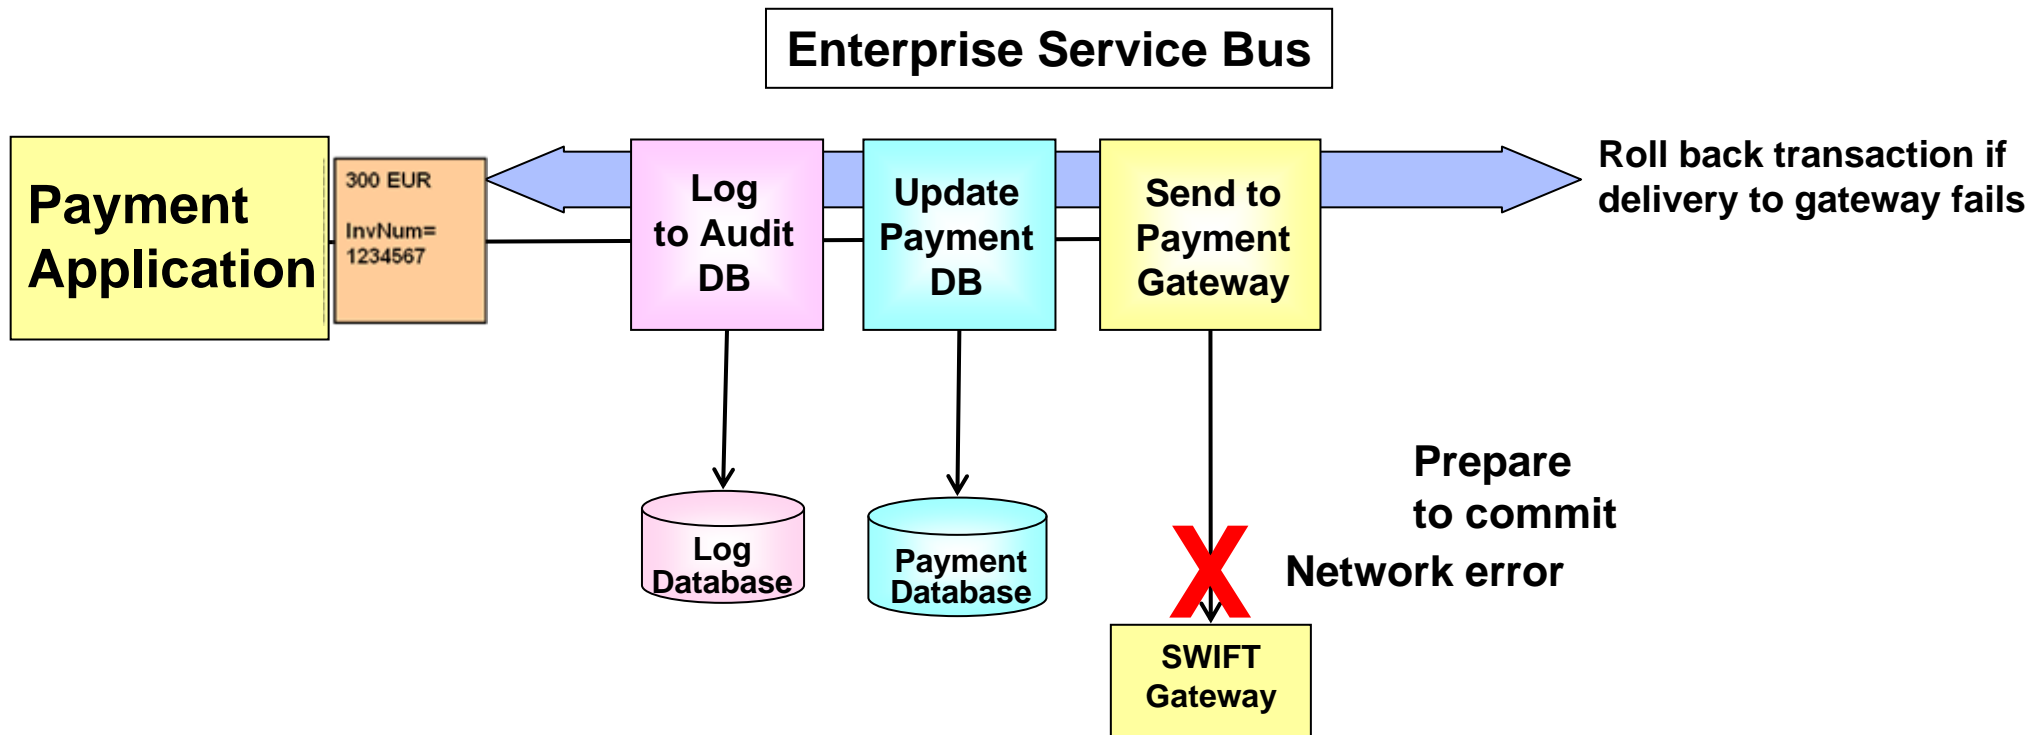 Enterprise Service Bus
Payment
Application
300 EUR
InvNum=
1234567
Log
to Audit
DB
Update
Payment
DB
Send to
Payment
Gateway
Roll back transaction if
delivery to gateway fails
Prepare
to commit
Network error
X
Log
Database
Payment
Database
SWIFT
Gateway